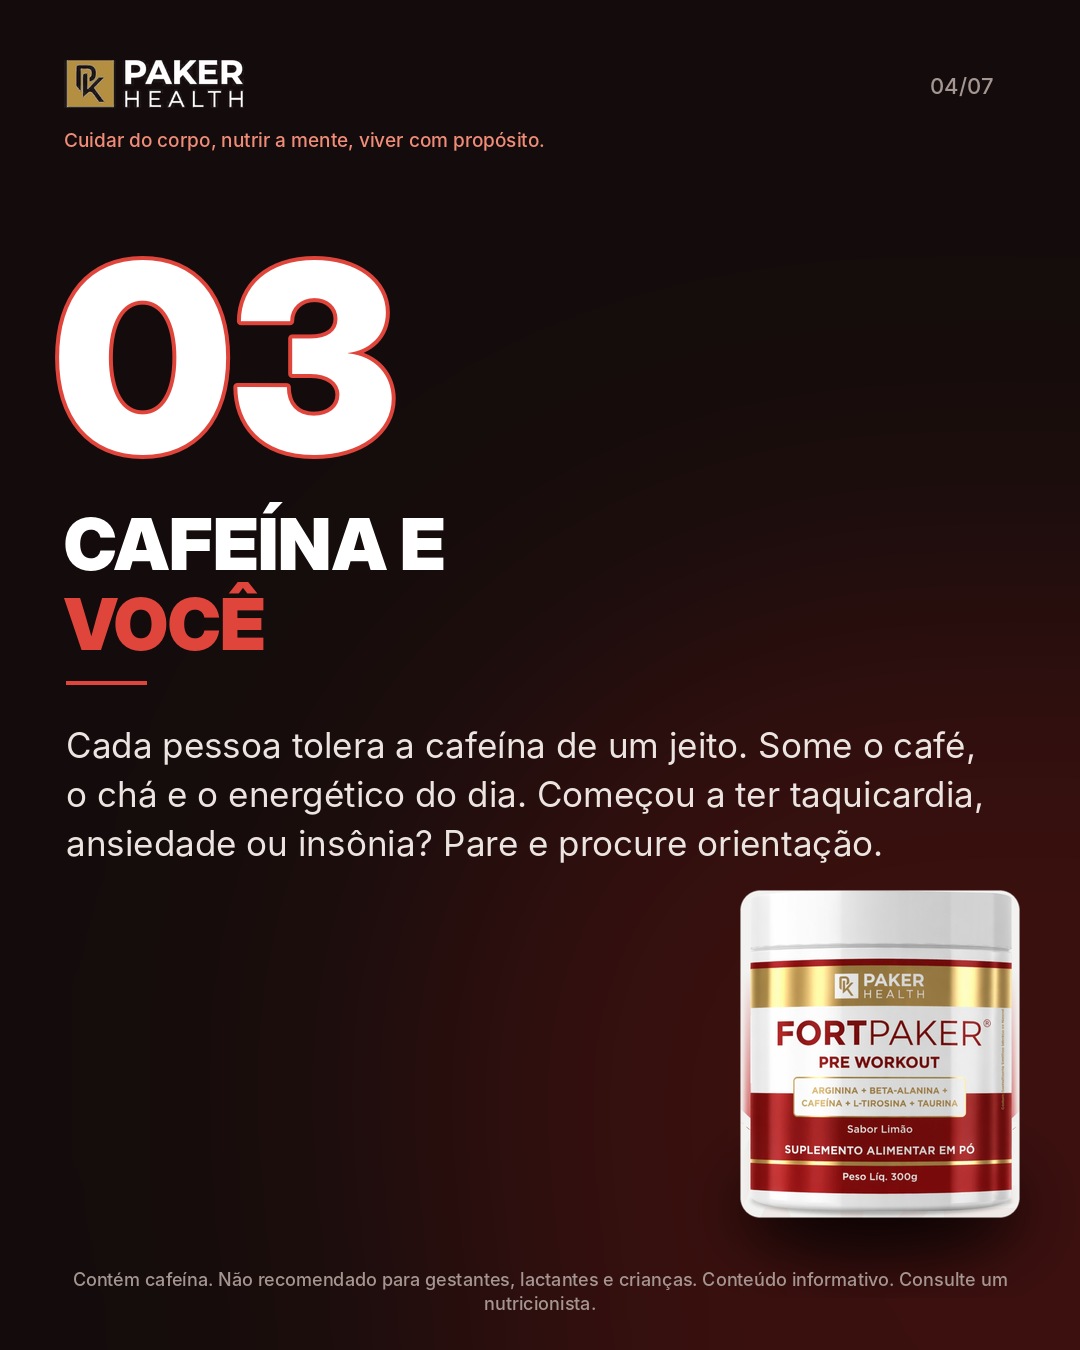 PAKER
HEALTH
04/07
Cuidar do corpo, nutrir a mente, viver com propósito.
03
CAFEÍNA E
VOCÊ
Cada pessoa tolera a cafeína de um jeito. Some o café,
o chá e o energético do dia. Começou a ter taquicardia,
ansiedade ou insônia? Pare e procure orientação.
PAKER
HEALTH
FORTPAKER®
PRE WORKOUT
ARGININA + BETA-ALANINA +
CAFEÍNA + L-TIROSINA + TAURINA
Sabor Limão
SUPLEMENTO ALIMENTAR EM PÓ
Peso Líq. 300g
Contém cafeína. Não recomendado para gestantes, lactantes e crianças. Conteúdo informativo. Consulte um
nutricionista.